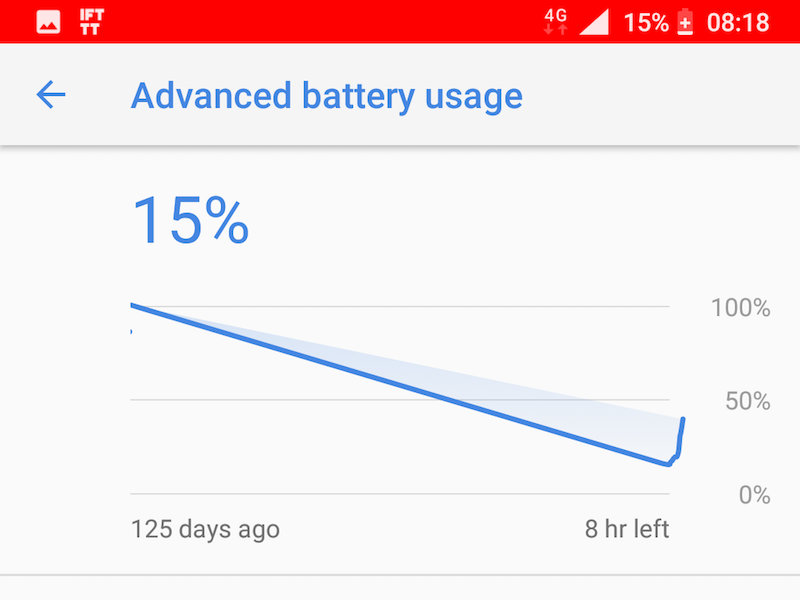 IFT
TT
4G
15%
08:18
Advanced battery usage
15%
100%
50%
0%
125 days ago
8 hr left